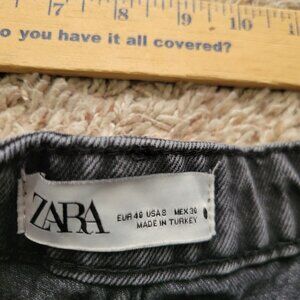 7 8 9 10
o you have it all covered?
ZARA
EUR 40 USA 8 MEX 30
MADE IN TURKEY